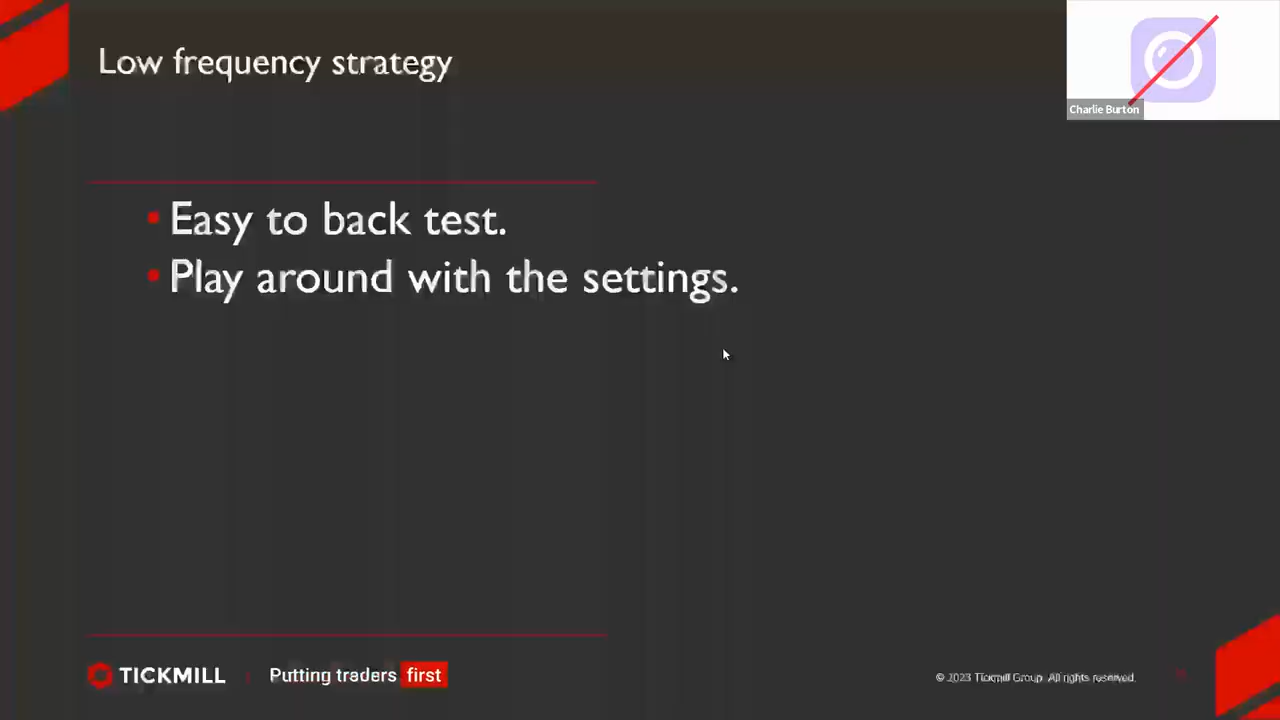 Low frequency strategy
Charlie Burton
Easy to back test.
Play around with the settings.
TICKMILL
Putting traders first
© 2023 Tickmill Group. All rights reserved.